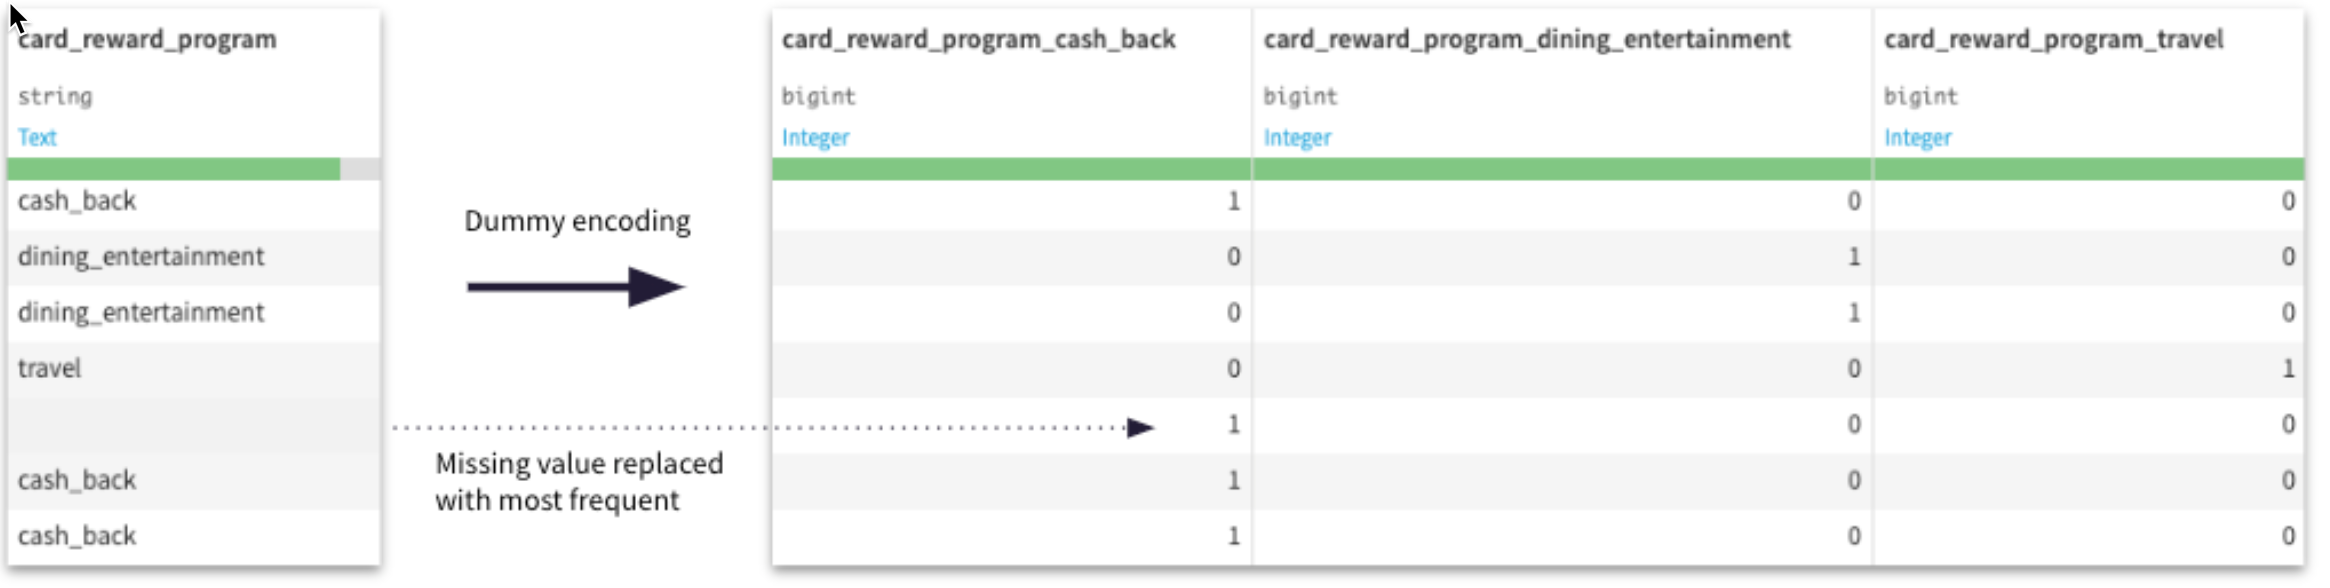 card_reward_program
string
Text
cash_back
dining_entertainment
dining_entertainment
travel
cash_back
cash_back
Dummy encoding
Missing value replaced
with most frequent
card_reward_program_cash_back card_reward_program_dining_entertainment card_reward_program_travel
bigint bigint bigint
Integer Integer Integer
1 0 0
0 1 0
0 1 0
0 0 1
1 0 0
1 0 0
1 0 0